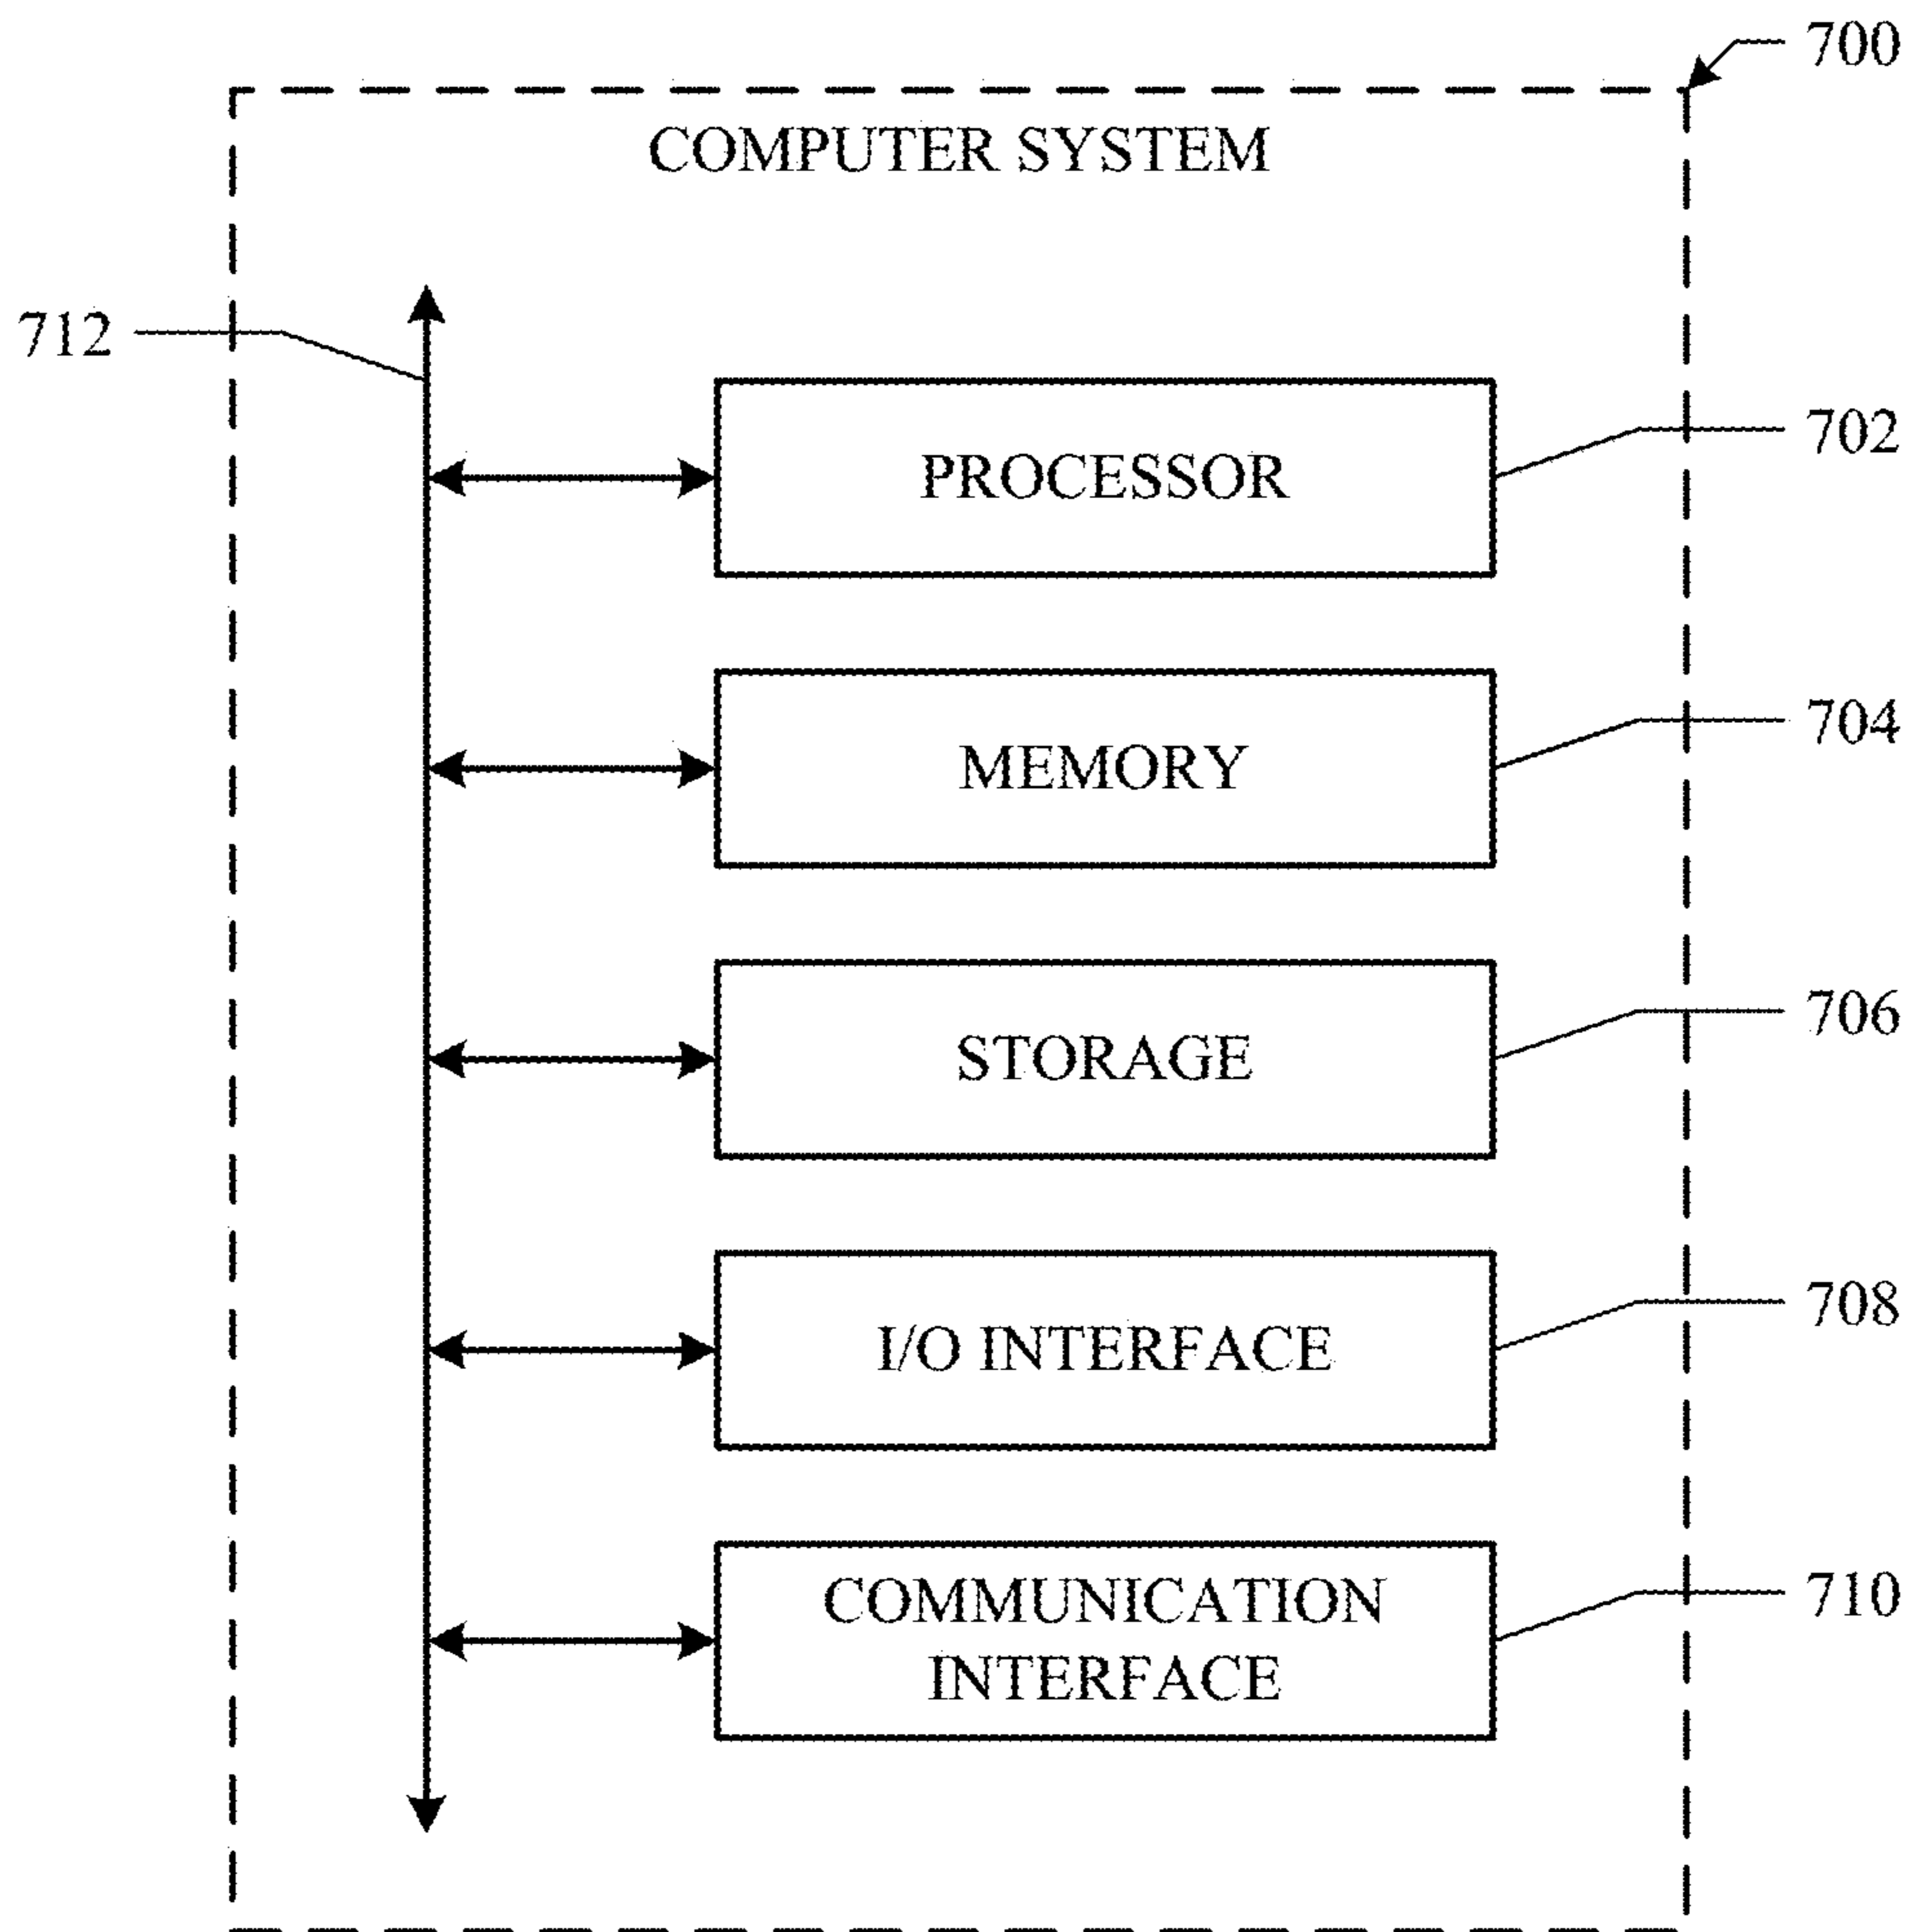 700
COMPUTER SYSTEM
712
702
PROCESSOR
704
MEMORY
706
STORAGE
708
I/O INTERFACE
710
COMMUNICATION
INTERFACE